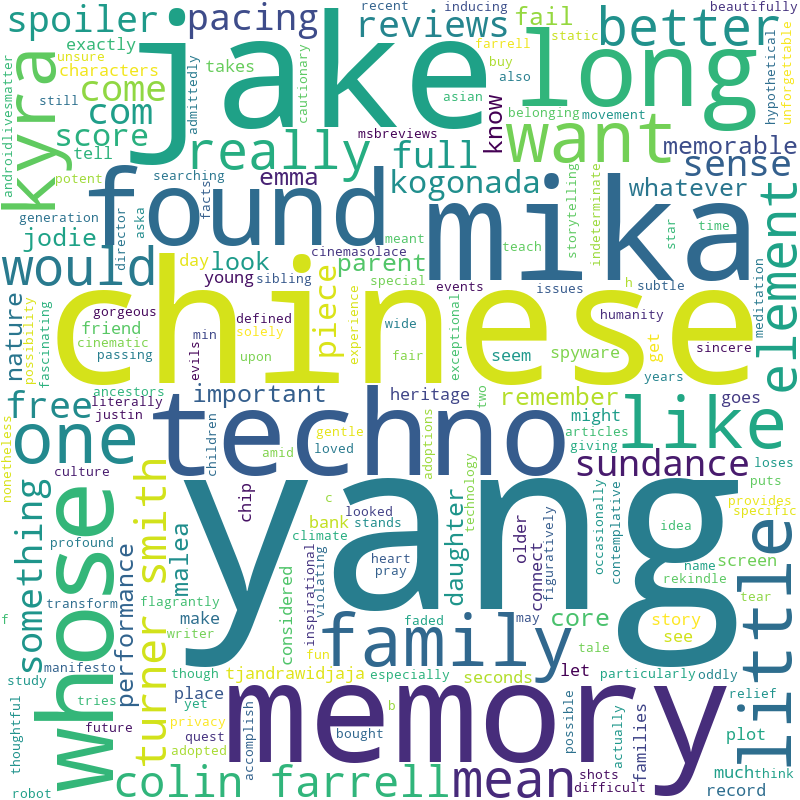 spoiler
pacing
jake
long
reviews
fail
better
recent
inducing
beautifully
exactly
unsure
characters
come
takes
farrell
static
buy
also
hypothetical
unforgettable
androidlivesmatter
kyra
still
com
admittedly
cautionary
asian
belonging
movement
want
score
tell
really
msbreviews
full
know
memorable
sense
potent
searching
emma
kogonada
whatever
found
mika
storytelling
indeterminate
generation
director
aska
facts
cinemasolace
meant
teach
star
time
jodie
would
day
look
parent
young
sibling
special
events
issues
h
subtle
meditation
element
nature
possibility
fascinating
gorgeous
friend
cinematic
passing
min
evils
defined
solely
upon
piece
experience
wide
fair
exceptional
seem
spyware
humanity
get
sincere
years
chinese
ancestors
literally
justin
free
important
heritage
two
remember
might
articles
giving
goes
like
one
techno
children
gentle
loved
amid
adoptions
technology
sundance
loses
nonetheless
culture
whose
something
profound
turner smith
chip
c
looked
bank
stands
climate
older
connect
occasionally
figuratively
contemplative
idea
puts
provides
specific
screen
yang
malea
daughter
heart
pray
name
rekindle
tear
little
f
transform
performance
flagrantly
writer
make
considered
inspirational
violating
faded
may
core
tale
story
see
family
manifesto
study
thoughtful
though
tries
yet
tjandrawidjaja
fun
especially
seconds
let
particularly
oddly
place
privacy
quest
adopted
future
accomplish
b
bought
memory
possible
actually
families
relief
plot
robot
colin farrell
mean
shots
difficult
much
think
record